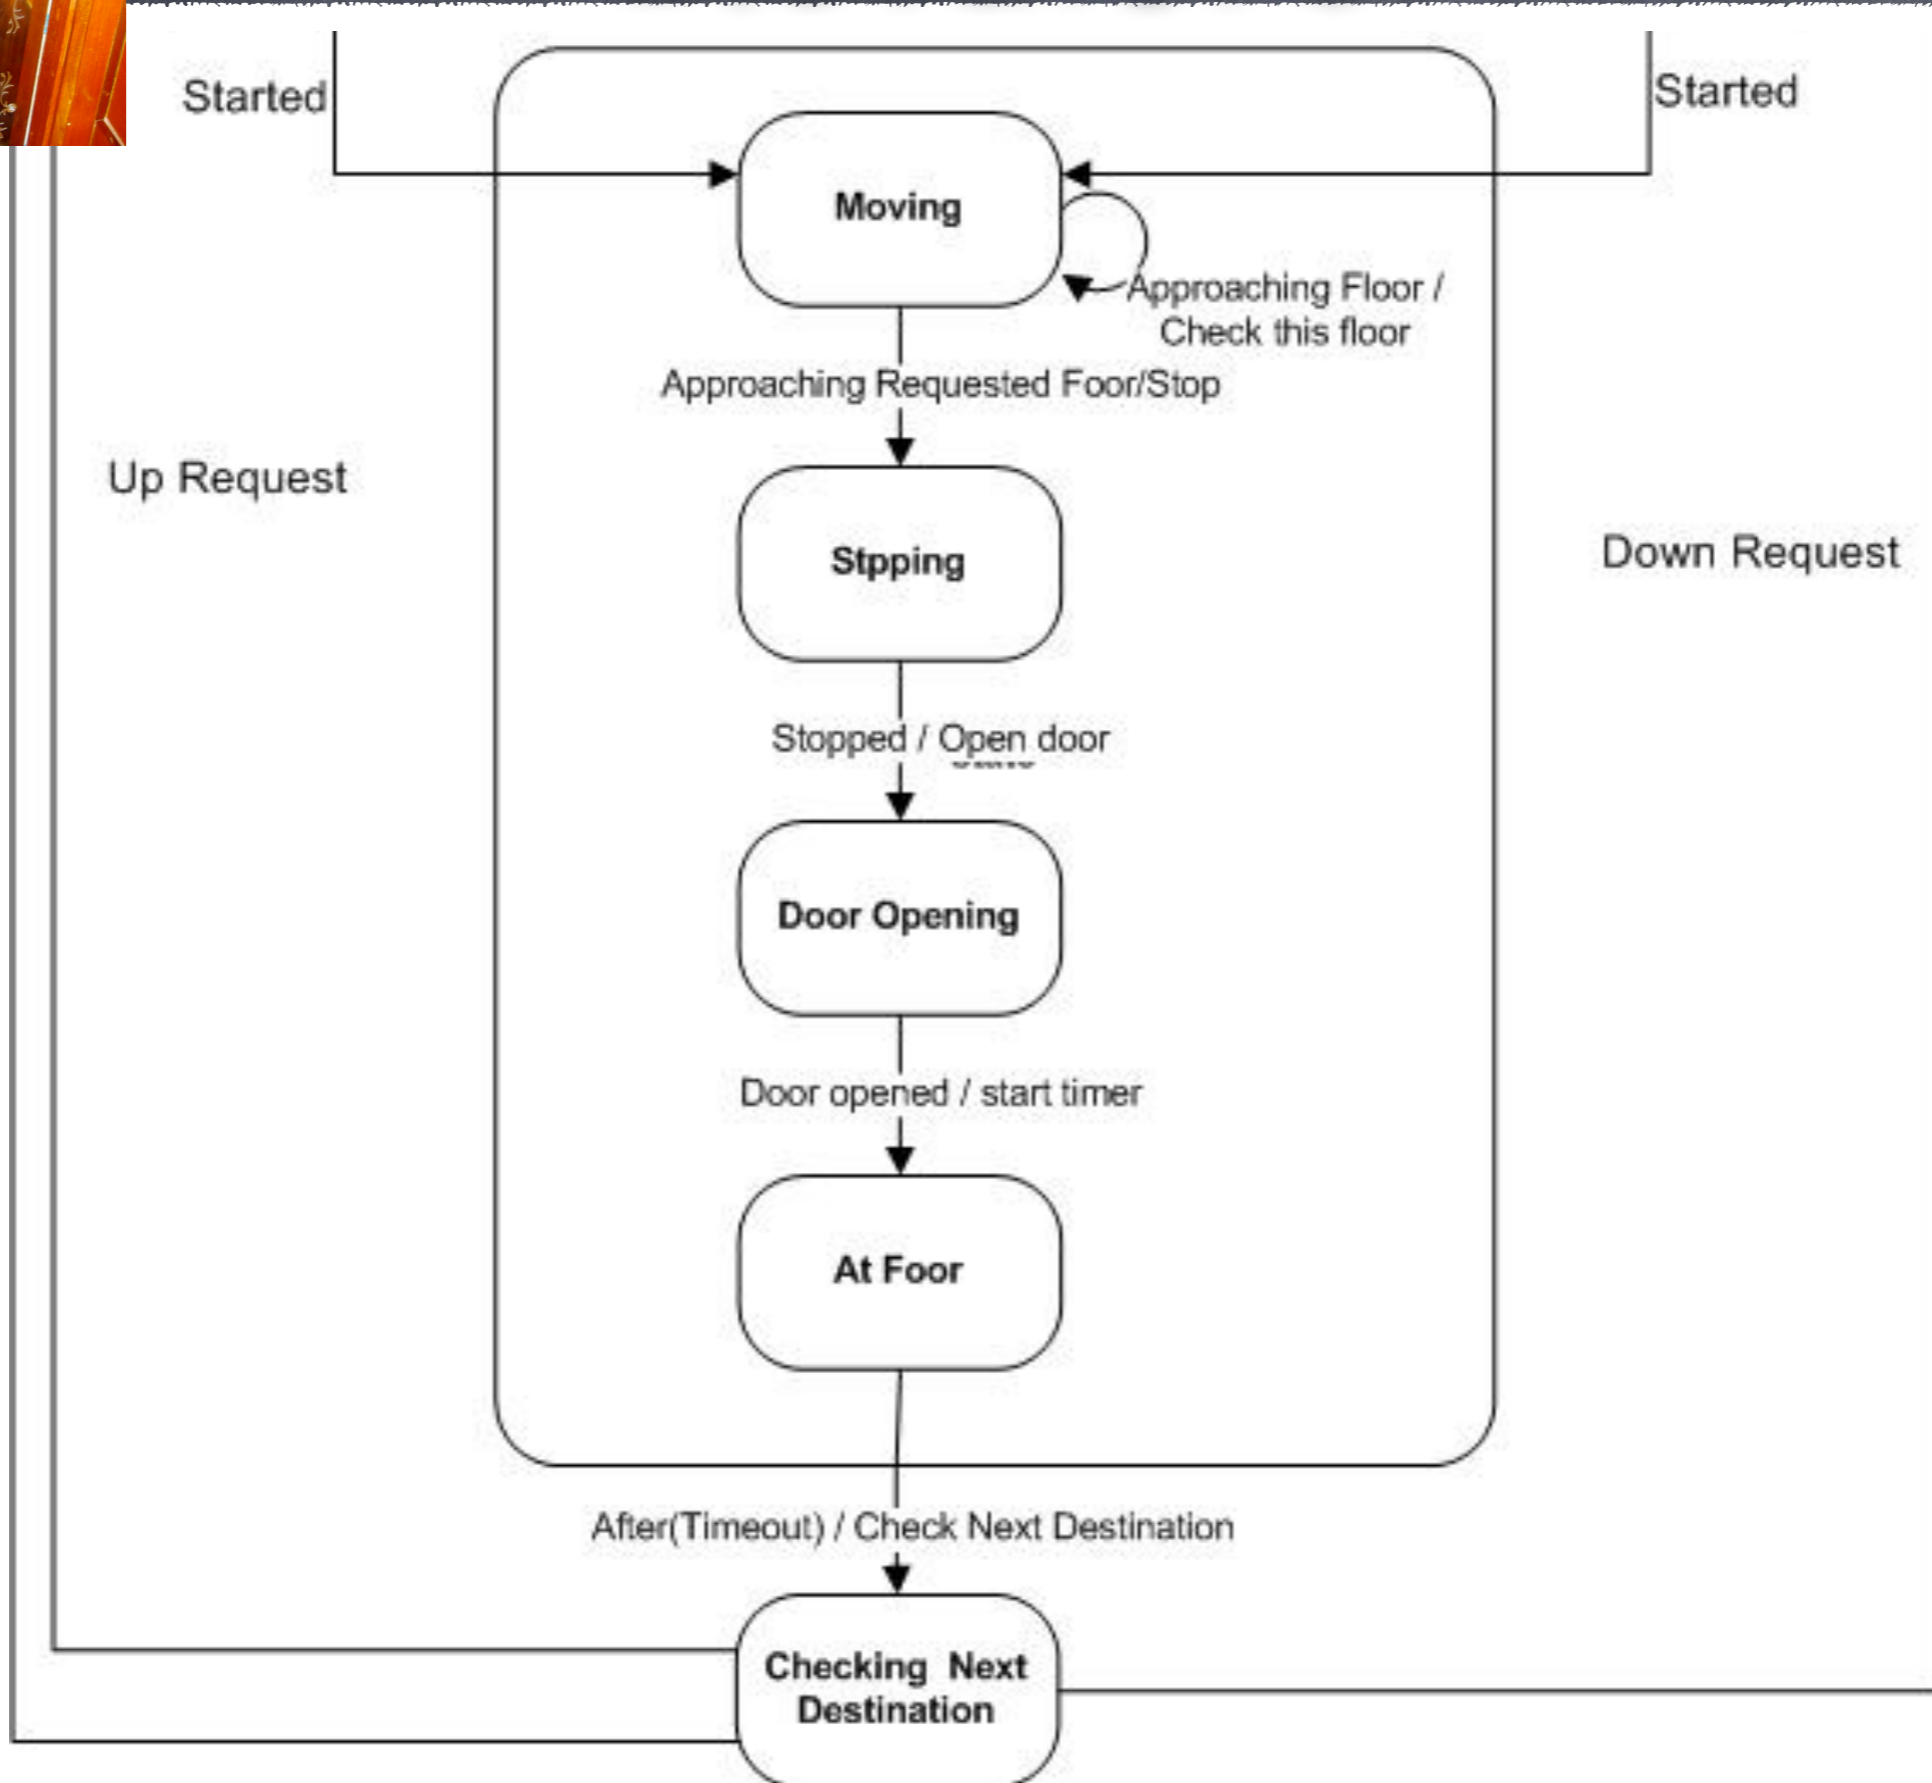 Started
Started
Moving
Approaching Floor /
Check this floor
Approaching Requested Foor/Stop
Up Request
Stpping
Down Request
Stopped / Open door
Door Opening
Door opened / start timer
At Foor
After(Timeout) / Check Next Destination
Checking Next
Destination